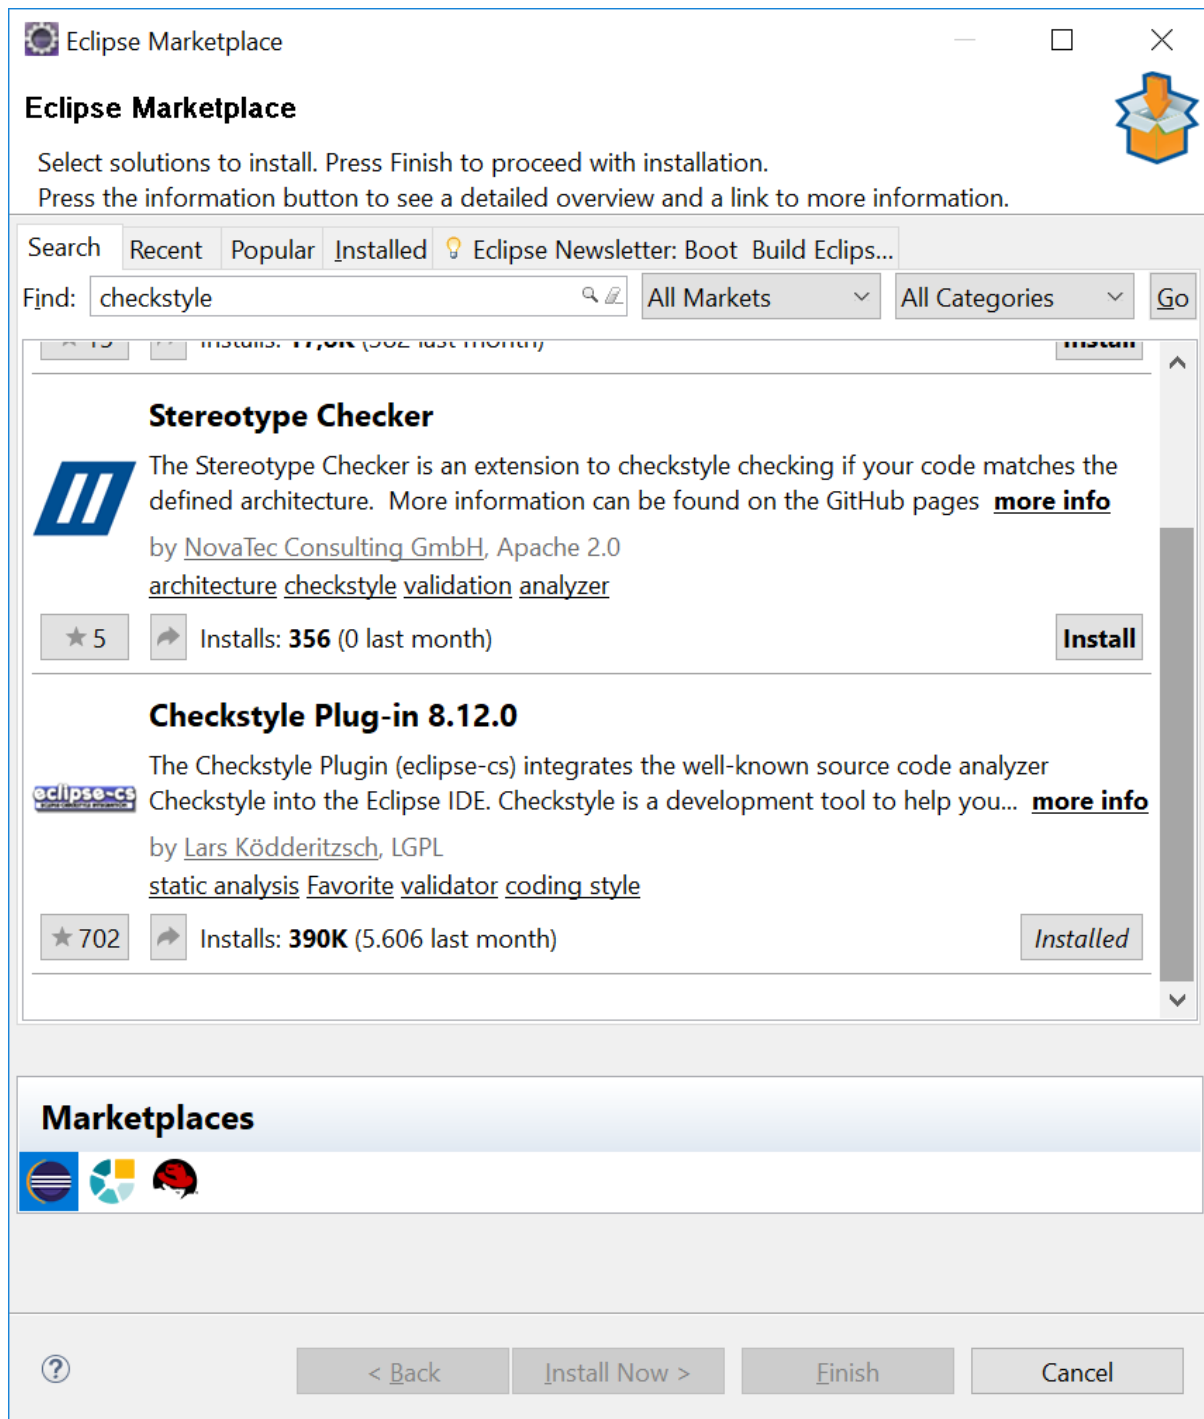 Eclipse Marketplace
Eclipse Marketplace
Select solutions to install. Press Finish to proceed with installation.
Press the information button to see a detailed overview and a link to more information.
Search Recent Popular Installed Eclipse Newsletter: Boot Build Eclips...
Find: checkstyle All Markets All Categories Go
Installs: last month) Install
Stereotype Checker
The Stereotype Checker is an extension to checkstyle checking if your code matches the
defined architecture. More information can be found on the GitHub pages more info
by NovaTec Consulting GmbH, Apache 2.0
architecture checkstyle validation analyzer
5 Installs: 356 (0 last month) Install
Checkstyle Plug-in 8.12.0
The Checkstyle Plugin (eclipse-cs) integrates the well-known source code analyzer
eclipse-cs
Checkstyle into the Eclipse IDE. Checkstyle is a development tool to help you... more info
by Lars Ködderitzsch, LGPL
static analysis Favorite validator coding style
702 Installs: 390K (5.606 last month) Installed
Marketplaces
? < Back Install Now > Finish Cancel